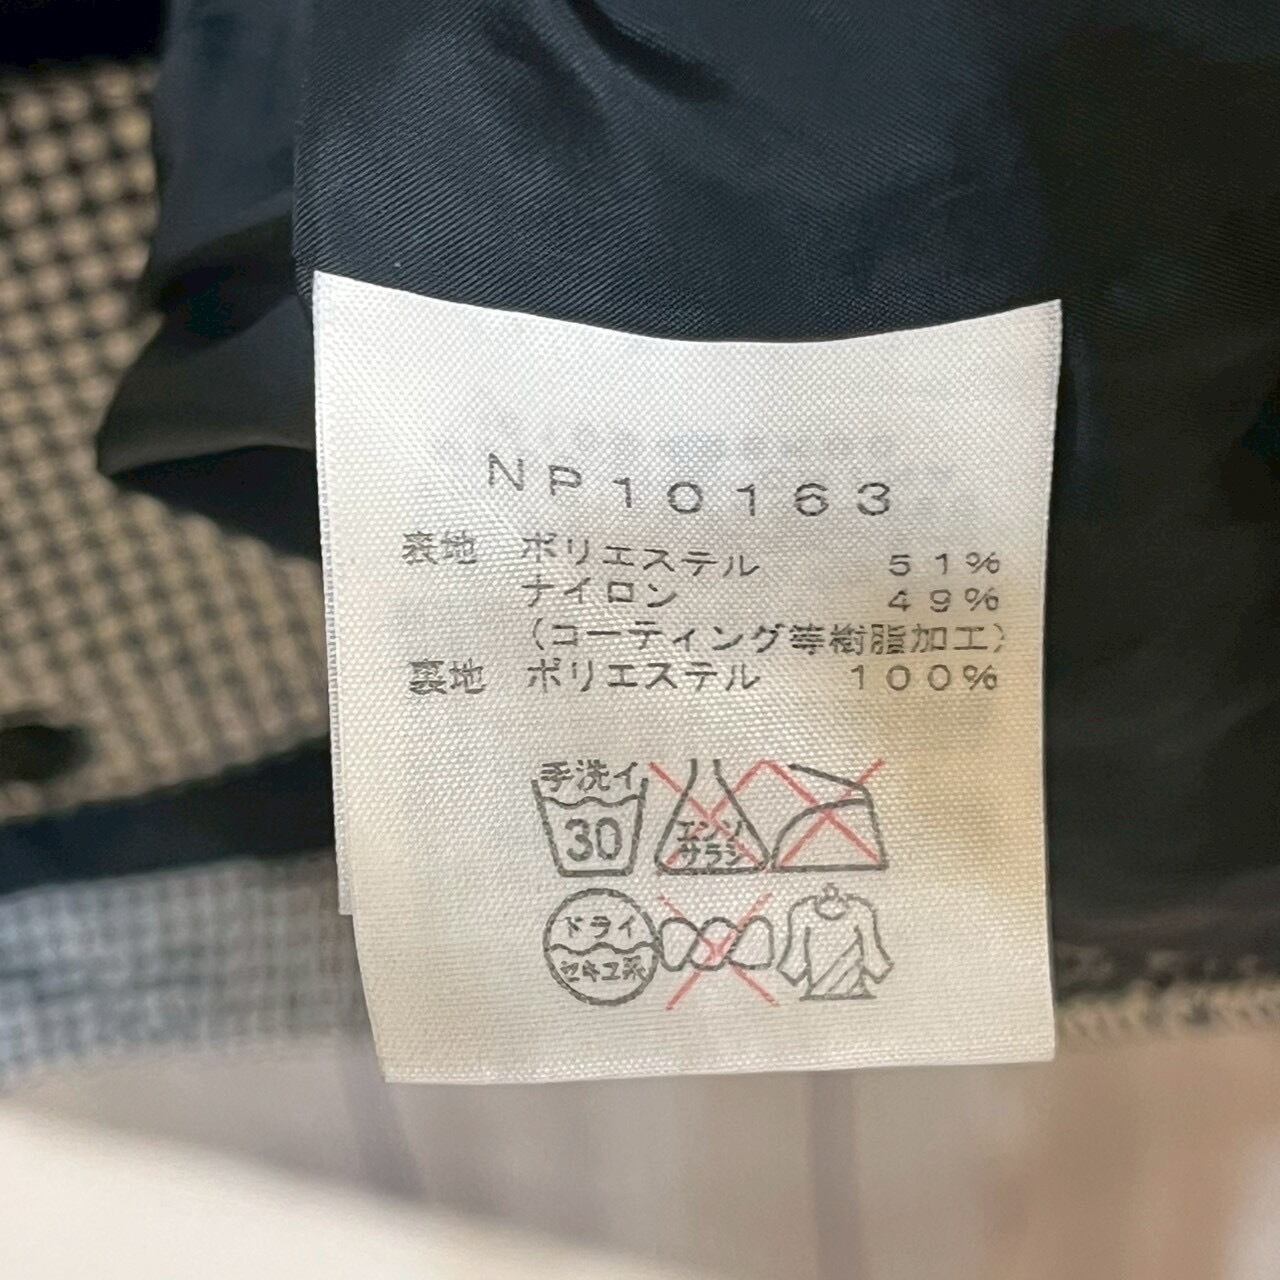 NP10163
表地 ポリエステル 51%
ナイロン 49%
(コーティング等樹脂加工)
裏地 ポリエステル 100%
手洗イ
30
エンソ
サラシ
ドライ
セキユ系